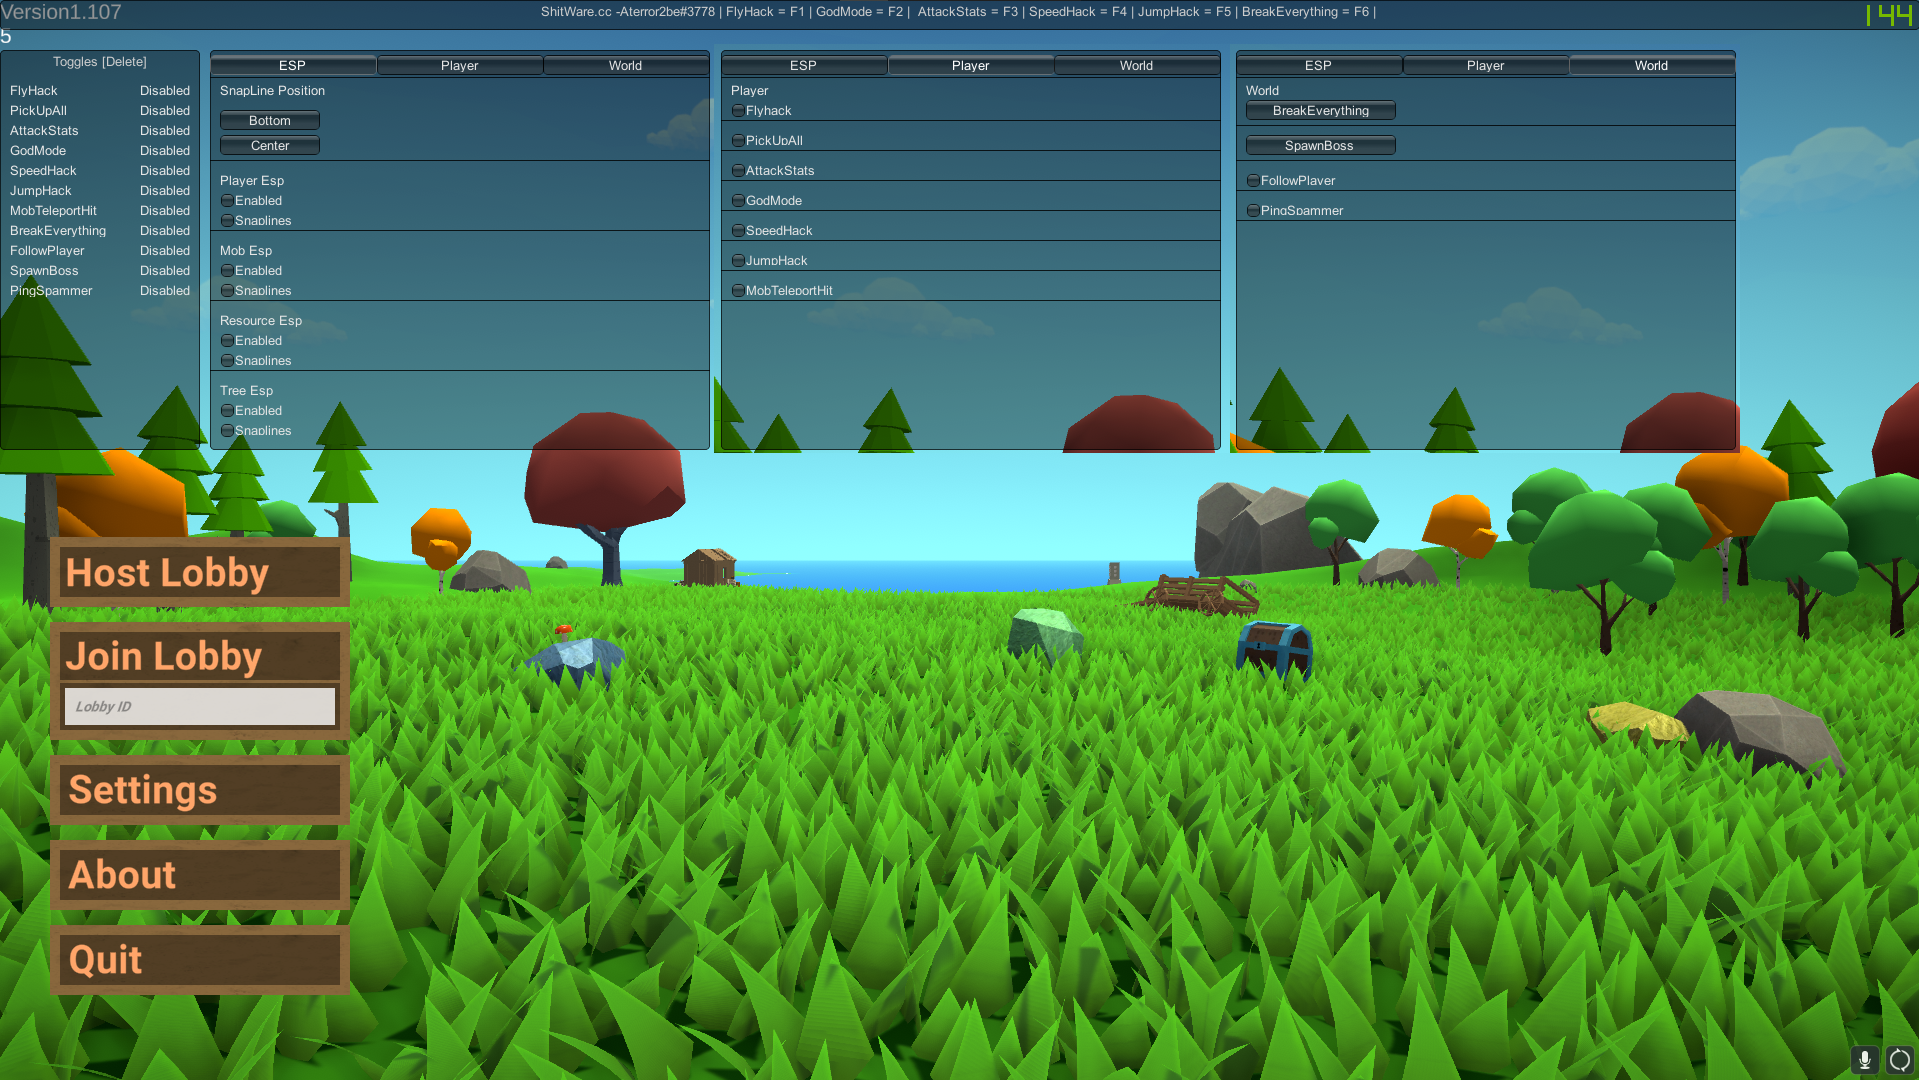 Version1.107
ShitWare.cc -Aterror2be#3778 | FlyHack = F1 | GodMode = F2 | AttackStats = F3 | SpeedHack = F4 | JumpHack = F5 | BreakEverything = F6 |
144
5
Toggles [Delete]
FlyHack Disabled
PickUpAll Disabled
AttackStats Disabled
GodMode Disabled
SpeedHack Disabled
JumpHack Disabled
MobTeleportHit Disabled
BreakEverything Disabled
FollowPlayer Disabled
SpawnBoss Disabled
PingSpammer Disabled
ESP Player World
SnapLine Position
Bottom
Center
Player Esp
Enabled
Snaplines
Mob Esp
Enabled
Snaplines
Resource Esp
Enabled
Snaplines
Tree Esp
Enabled
Snaplines
ESP Player World
Player
Flyhack
PickUpAll
AttackStats
GodMode
SpeedHack
JumpHack
MobTeleportHit
ESP Player World
World
BreakEverything
SpawnBoss
FollowPlayer
PingSpammer
Host Lobby
Join Lobby
Lobby ID
Settings
About
Quit